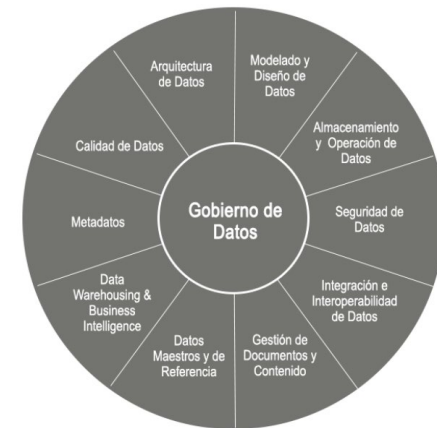 Arquitectura
de Datos
Modelado y
Diseño de
Datos
Almacenamiento
y Operación de
Datos
Seguridad de
Datos
Integración e
Interoperabilidad
de Datos
Gestión de
Documentos y
Contenido
Datos
Maestros y de
Referencia
Data
Warehousing &
Business
Intelligence
Metadatos
Calidad de Datos
Gobierno de
Datos